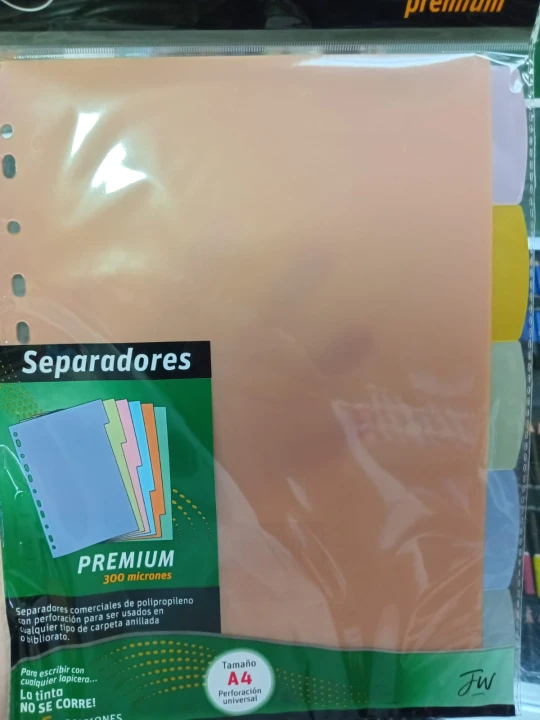 premium
Separadores
PREMIUM
300 micrones
Separadores comerciales de polipropileno
con perforación para ser usados en
cualquier tipo de carpeta anillada
o bibliorato.
Para escribir con
cualquier lapicera...
La tinta
NO SE CORRE!
Tamaño
A4
Perforación
universal
JW